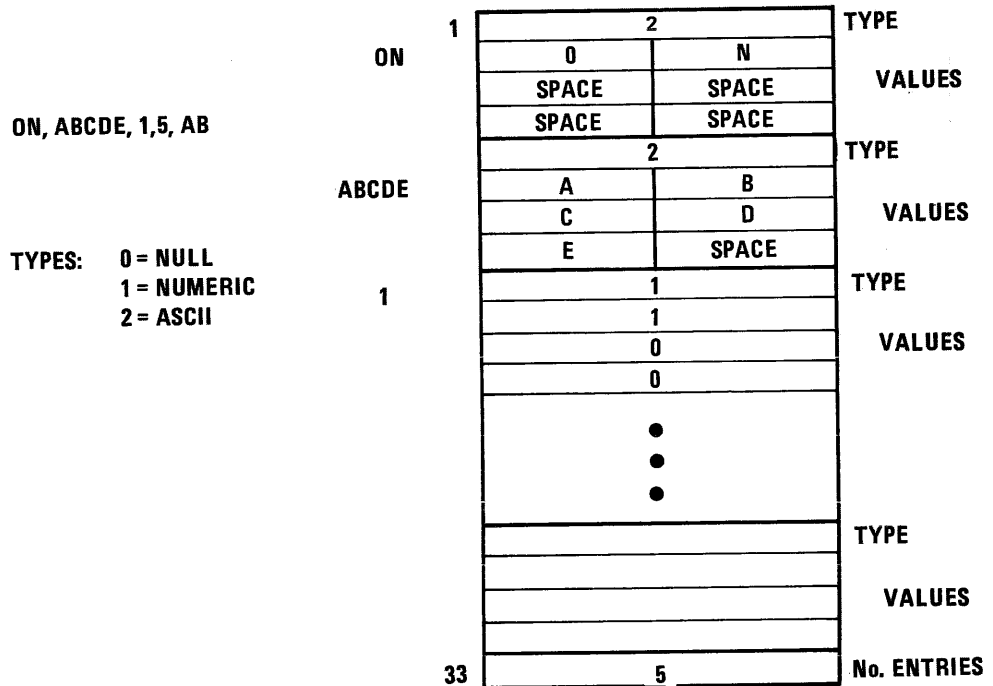 1 2 TYPE
ON 0 N VALUES
SPACE SPACE
SPACE SPACE
ON, ABCDE, 1,5, AB
2 TYPE
ABCDE A B
C D VALUES
E SPACE
TYPES: 0 = NULL
1 = NUMERIC
2 = ASCII
1 1 TYPE
1
0 VALUES
0
TYPE
VALUES
33 5 No. ENTRIES